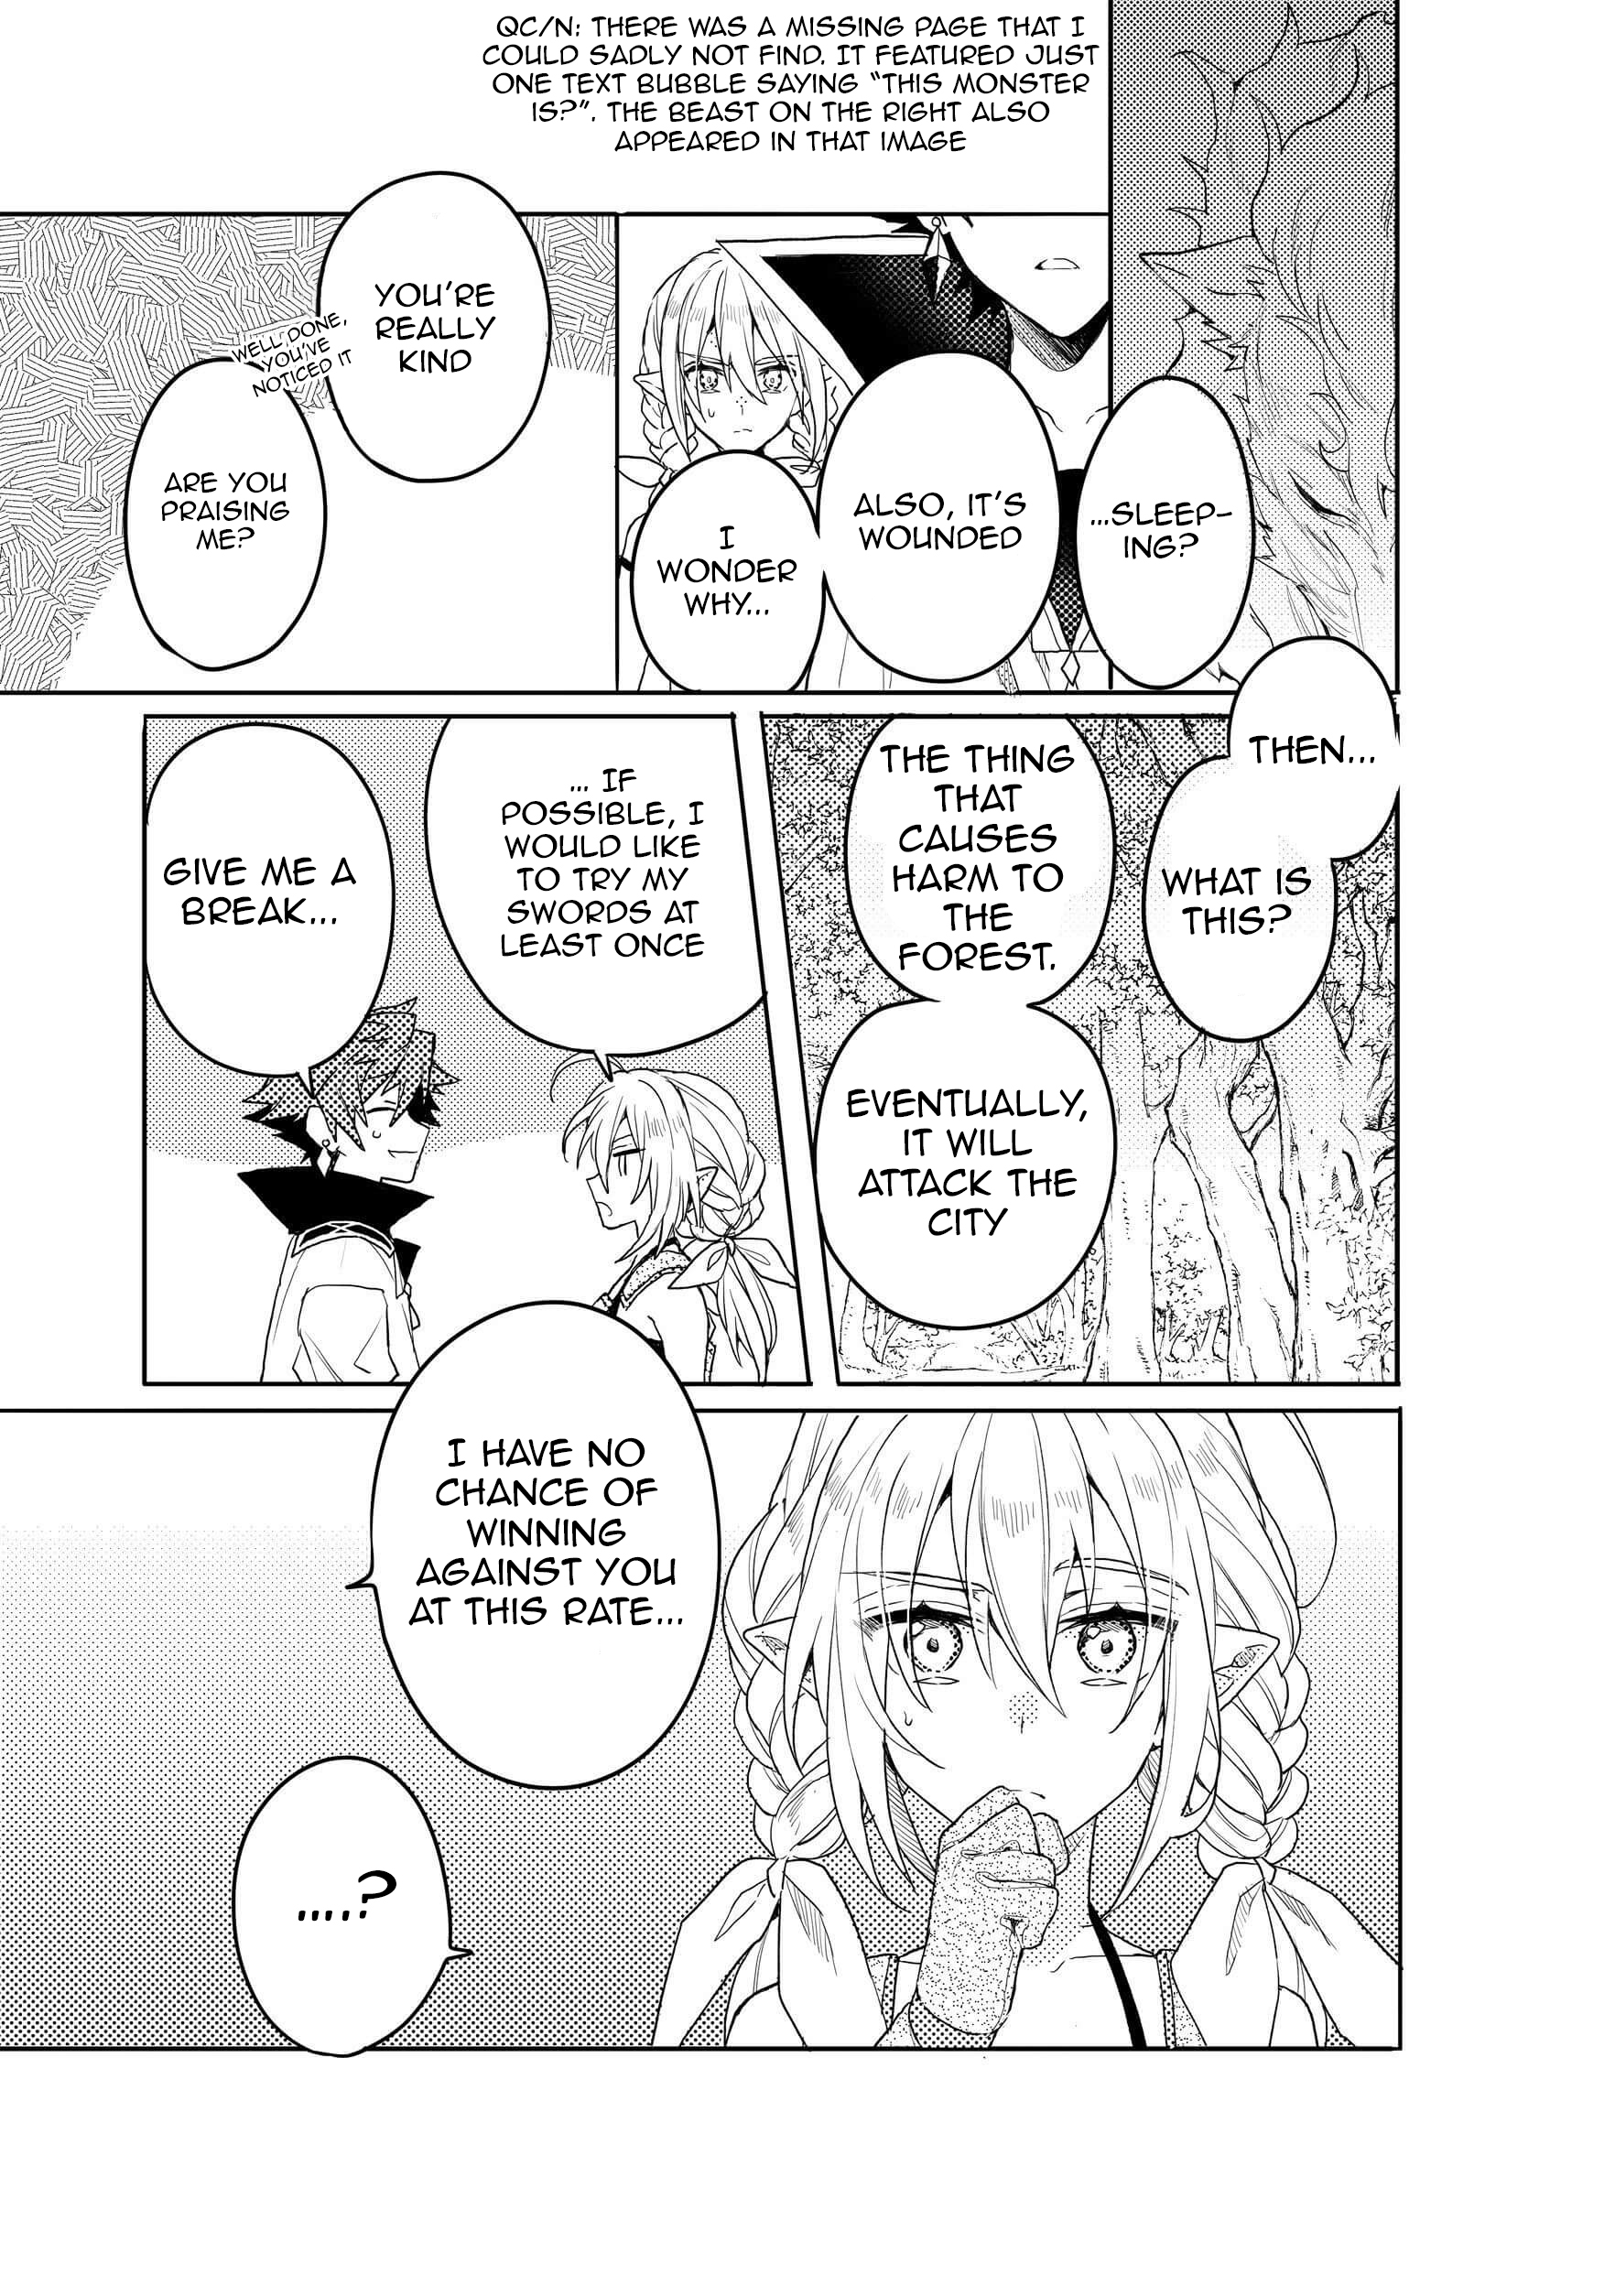 QC/N: THERE WAS A MISSING PAGE THAT I
COULD SADLY NOT FIND. IT FEATURED JUST
ONE TEXT BUBBLE SAYING "THIS MONSTER
IS?". THE BEAST ON THE RIGHT ALSO
APPEARED IN THAT IMAGE
...SLEEP-
ING?
ALSO, IT'S
WOUNDED
I
WONDER
WHY...
YOU'RE
REALLY
KIND
WELL DONE,
YOU'VE
NOTICED IT
ARE YOU
PRAISING
ME?
THEN...
WHAT IS
THIS?
THE THING
THAT
CAUSES
HARM TO
THE
FOREST.
EVENTUALLY,
IT WILL
ATTACK THE
CITY
... IF
POSSIBLE, I
WOULD LIKE
TO TRY MY
SWORDS AT
LEAST ONCE
GIVE ME A
BREAK...
I HAVE NO
CHANCE OF
WINNING
AGAINST YOU
AT THIS RATE...
.....?